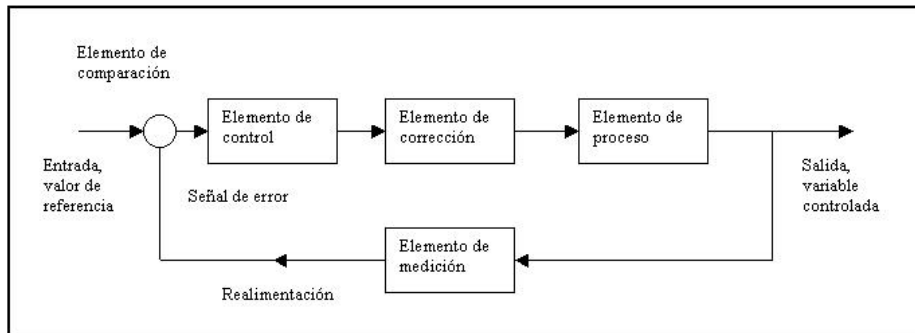 Elemento de
comparación
Elemento de
control
Elemento de
corrección
Elemento de
proceso
Entrada,
valor de
referencia
Señal de error
Salida,
variable
controlada
Elemento de
medición
Realimentación